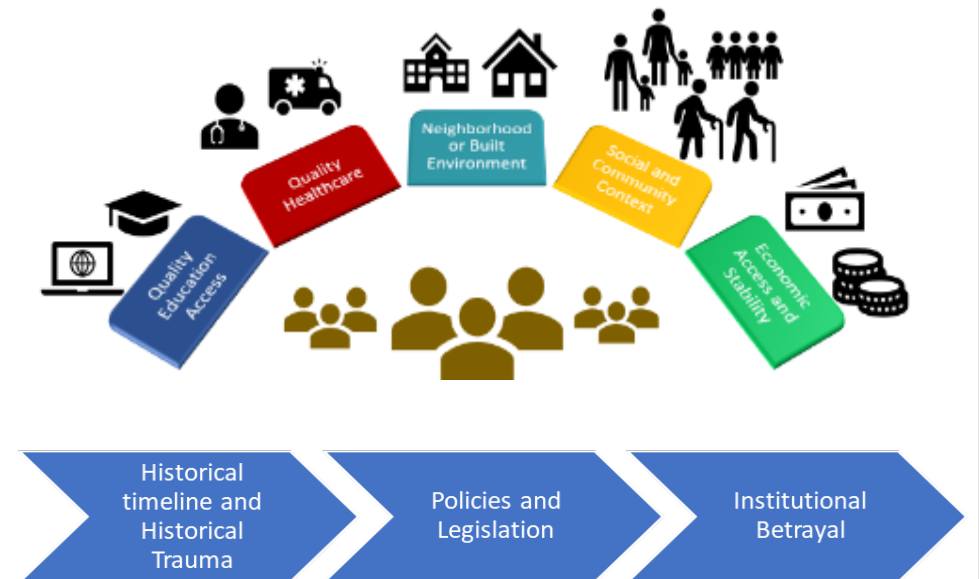 Neighborhood
or Built
Environment
Quality
Healthcare
Social and
Community
Context
Quality
Education
Access
Economic
Access and
Stability
Historical
timeline and
Historical
Trauma
Policies and
Legislation
Institutional
Betrayal